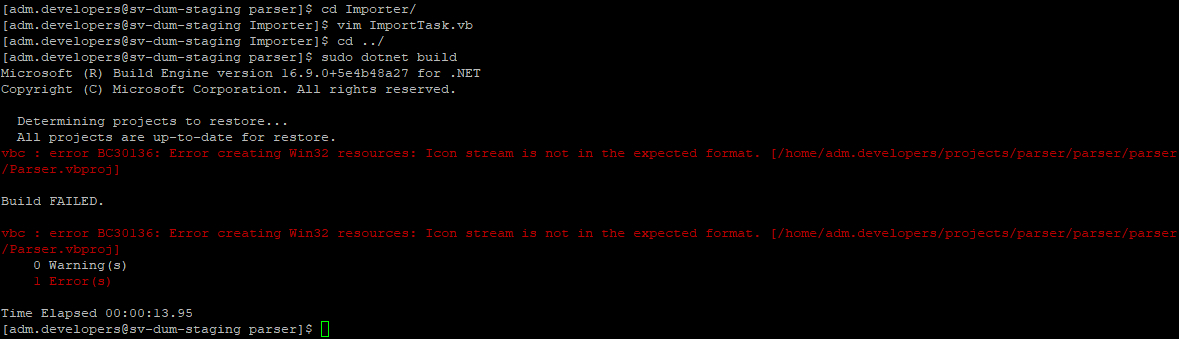 [adm.developers@sv-dum-staging parser]$ cd Importer/
[adm.developers@sv-dum-staging Importer]$ vim ImportTask.vb
[adm.developers@sv-dum-staging Importer]$ cd ../
[adm.developers@sv-dum-staging parser]$ sudo dotnet build
Microsoft (R) Build Engine version 16.9.0+5e4b48a27 for .NET
Copyright (C) Microsoft Corporation. All rights reserved.
  Determining projects to restore...
  All projects are up-to-date for restore.
vbc : error BC30136: Error creating Win32 resources: Icon stream is not in the expected format. [/home/adm.developers/projects/parser/parser/parser
/Parser.vbproj]
Build FAILED.
vbc : error BC30136: Error creating Win32 resources: Icon stream is not in the expected format. [/home/adm.developers/projects/parser/parser/parser
/Parser.vbproj]
    0 Warning(s)
    1 Error(s)
Time Elapsed 00:00:13.95
[adm.developers@sv-dum-staging parser]$